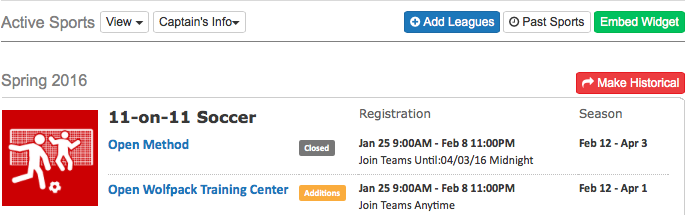 Active Sports View Captain's Info Add Leagues Past Sports Embed Widget
Spring 2016 Make Historical
11-on-11 Soccer Registration Season
Open Method Closed Jan 25 9:00AM - Feb 8 11:00PM Feb 12 - Apr 3
Join Teams Until:04/03/16 Midnight
Open Wolfpack Training Center Additions Jan 25 9:00AM - Feb 8 11:00PM Feb 12 - Apr 1
Join Teams Anytime